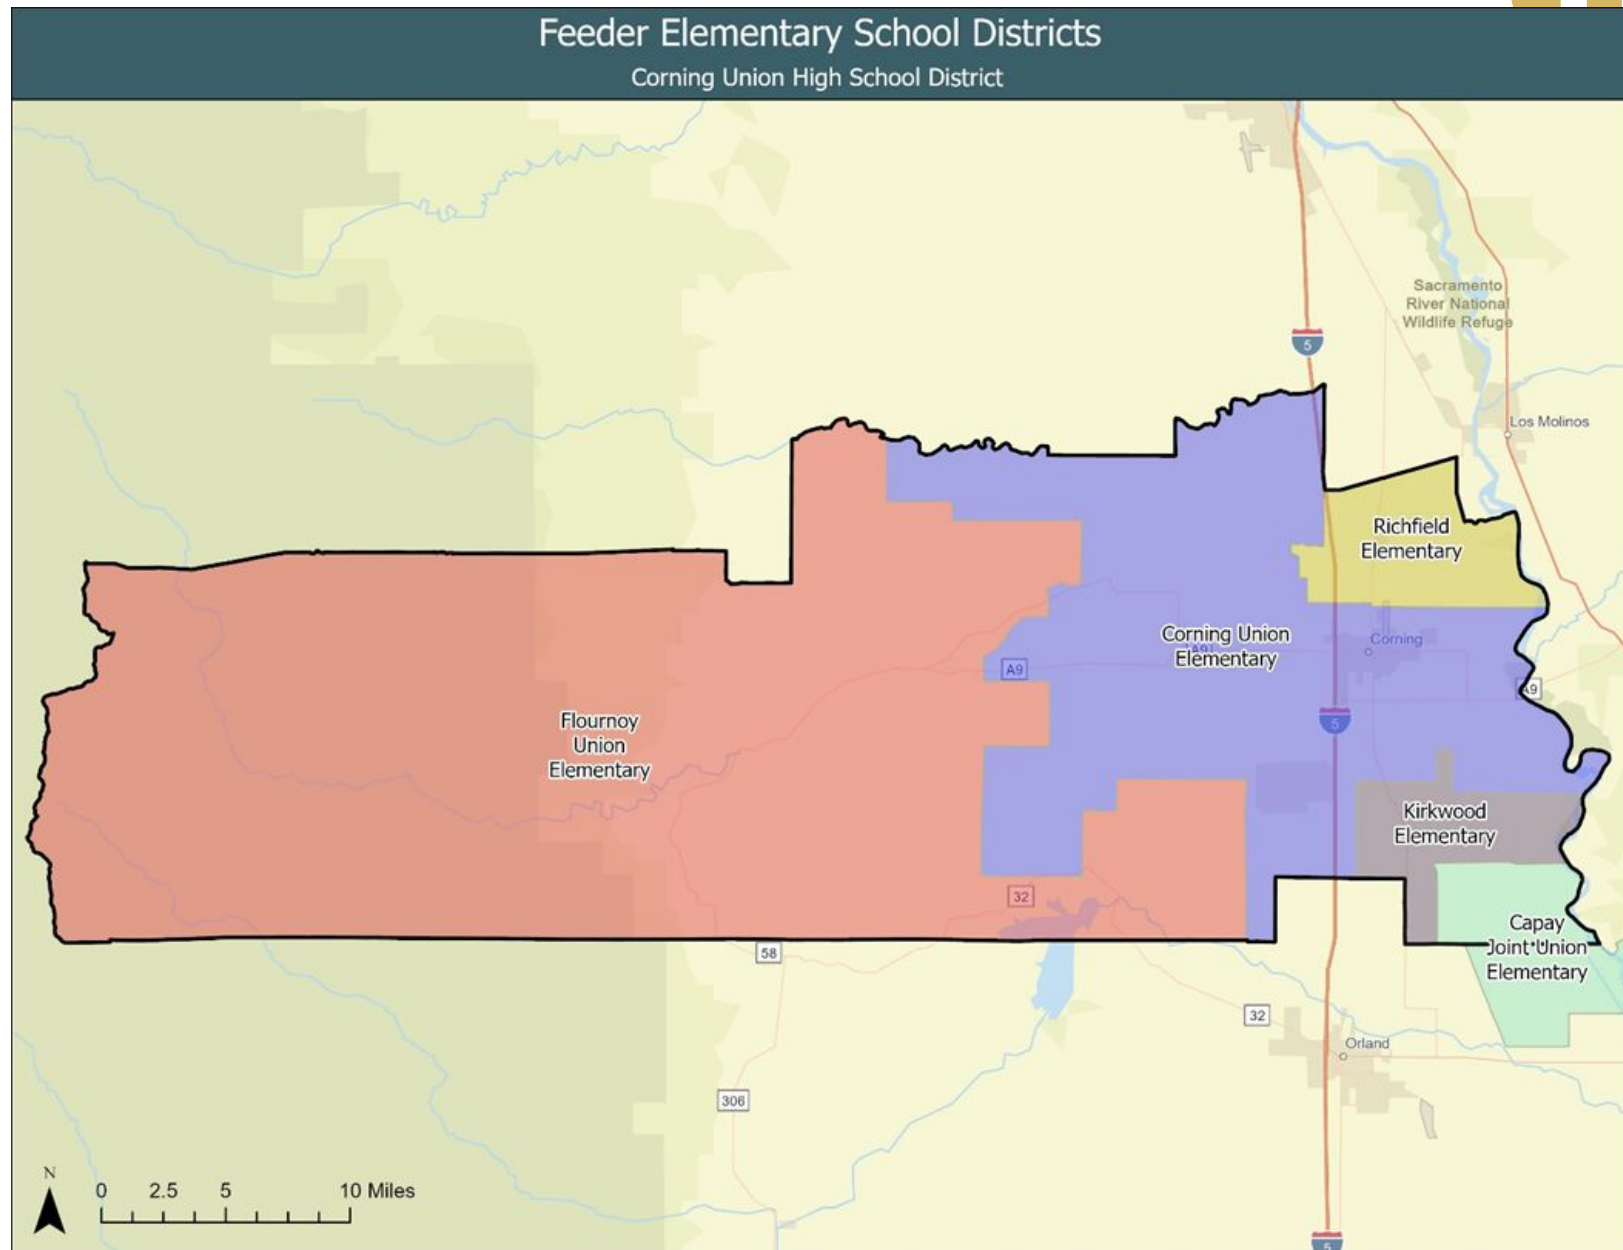 Feeder Elementary School Districts
Corning Union High School District
Sacramento
River National
Wildlife Refuge
5
Los Molinos
Richfield
Elementary
Corning Union
Elementary
A9
Corning
A9
A9
5
Flournoy
Union
Elementary
Kirkwood
Elementary
32
Capay
Joint Union
Elementary
58
32
Orland
306
N
0 2.5 5 10 Miles
5